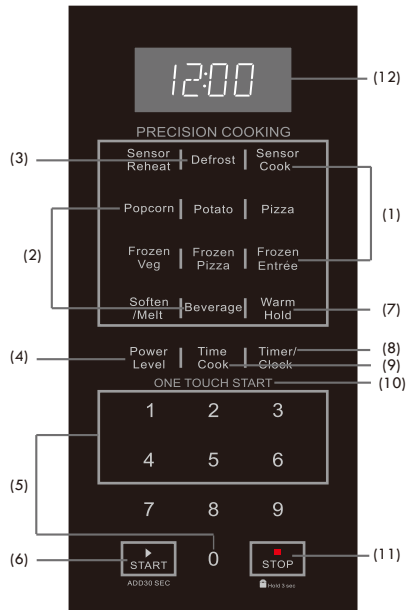 12:00
(12)
PRECISION COOKING
(3)
Sensor Reheat
Defrost
Sensor Cook
(1)
Popcorn
Potato
Pizza
(2)
Frozen Veg
Frozen Pizza
Frozen Entrée
Soften /Melt
Beverage
Warm Hold
(7)
(4)
Power Level
Time Cook
Timer/ Clock
(8)
(9)
ONE TOUCH START
(10)
1 2 3
4 5 6
(5)
7 8 9
(6)
START
0
STOP
(11)
ADD30 SEC
Hold 3 sec